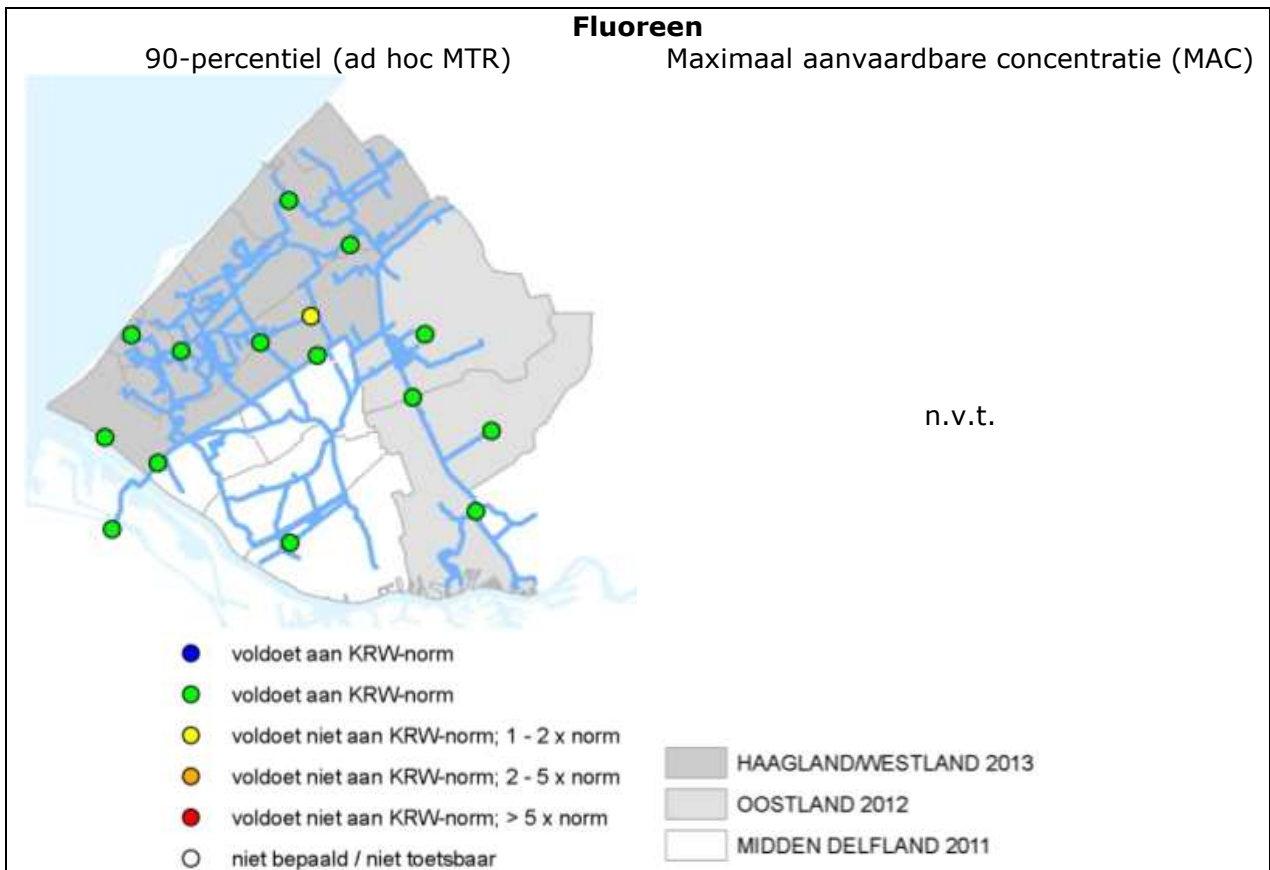 Fluoreen
90-percentiel (ad hoc MTR)
Maximaal aanvaardbare concentratie (MAC)
n.v.t.
voldoet aan KRW-norm
voldoet aan KRW-norm
voldoet niet aan KRW-norm; 1 - 2 x norm
voldoet niet aan KRW-norm; 2 - 5 x norm
voldoet niet aan KRW-norm; > 5 x norm
niet bepaald / niet toetsbaar
HAAGLAND/WESTLAND 2013
OOSTLAND 2012
MIDDEN DELFLAND 2011